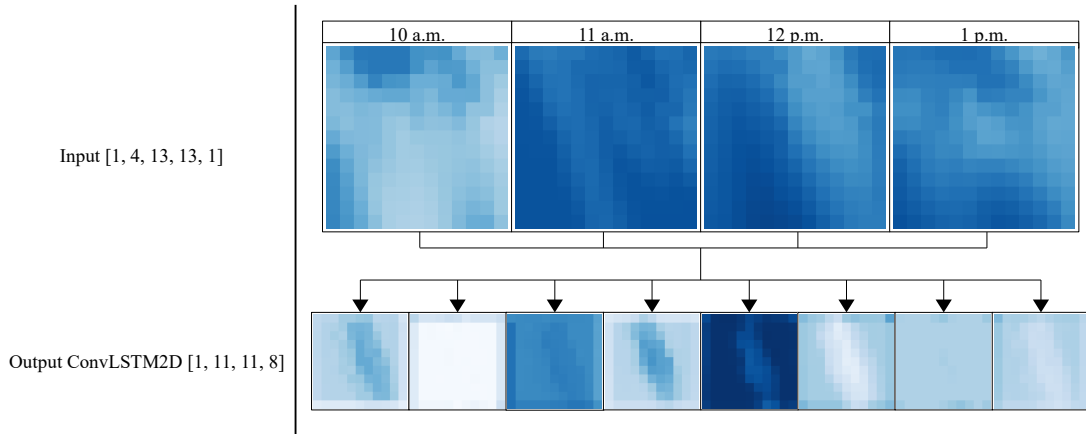 10 a.m.
11 a.m.
12 p.m.
1 p.m.
Input [1, 4, 13, 13, 1]
Output ConvLSTM2D [1, 11, 11, 8]